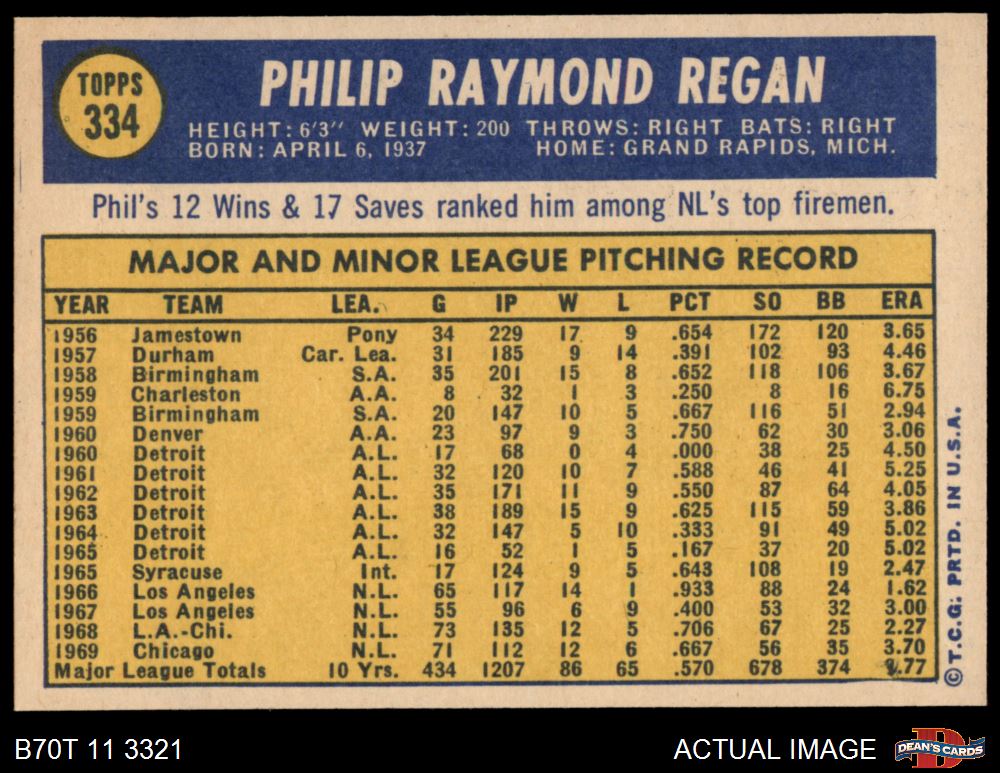 TOPPS
334
PHILIP RAYMOND REGAN
HEIGHT: 6'3" WEIGHT: 200 THROWS: RIGHT BATS: RIGHT
BORN: APRIL 6, 1937 HOME: GRAND RAPIDS, MICH.
Phil's 12 Wins & 17 Saves ranked him among NL's top firemen.
MAJOR AND MINOR LEAGUE PITCHING RECORD
YEAR TEAM LEA. G IP W L PCT SO BB ERA
1956 Jamestown Pony 34 229 17 9 .654 172 120 3.65
1957 Durham Car. Lea. 31 185 9 14 .391 102 93 4.46
1958 Birmingham S.A. 35 201 15 8 .652 118 106 3.67
1959 Charleston A.A. 8 32 1 3 .250 8 16 6.75
1959 Birmingham S.A. 20 147 10 5 .667 116 51 2.94
1960 Denver A.A. 23 97 9 3 .750 62 30 3.06
1960 Detroit A.L. 17 68 0 4 .000 38 25 4.50
1961 Detroit A.L. 32 120 10 7 .588 46 41 5.25
1962 Detroit A.L. 35 171 11 9 .550 87 64 4.05
1963 Detroit A.L. 38 189 15 9 .625 115 59 3.86
1964 Detroit A.L. 32 147 5 10 .333 91 49 5.02
1965 Detroit A.L. 16 52 1 5 .167 37 20 5.02
1965 Syracuse Int. 17 124 9 5 .643 108 19 2.47
1966 Los Angeles N.L. 65 117 14 1 .933 88 24 1.62
1967 Los Angeles N.L. 55 96 6 9 .400 53 32 3.00
1968 L.A.-Chi. N.L. 73 135 12 5 .706 67 25 2.27
1969 Chicago N.L. 71 112 12 6 .667 56 35 3.70
Major League Totals 10 Yrs. 434 1207 86 65 .570 678 374
© T.C.G. PRTD. IN U.S.A.
B70T 11 3321
ACTUAL IMAGE
D
DEAN'S CARDS